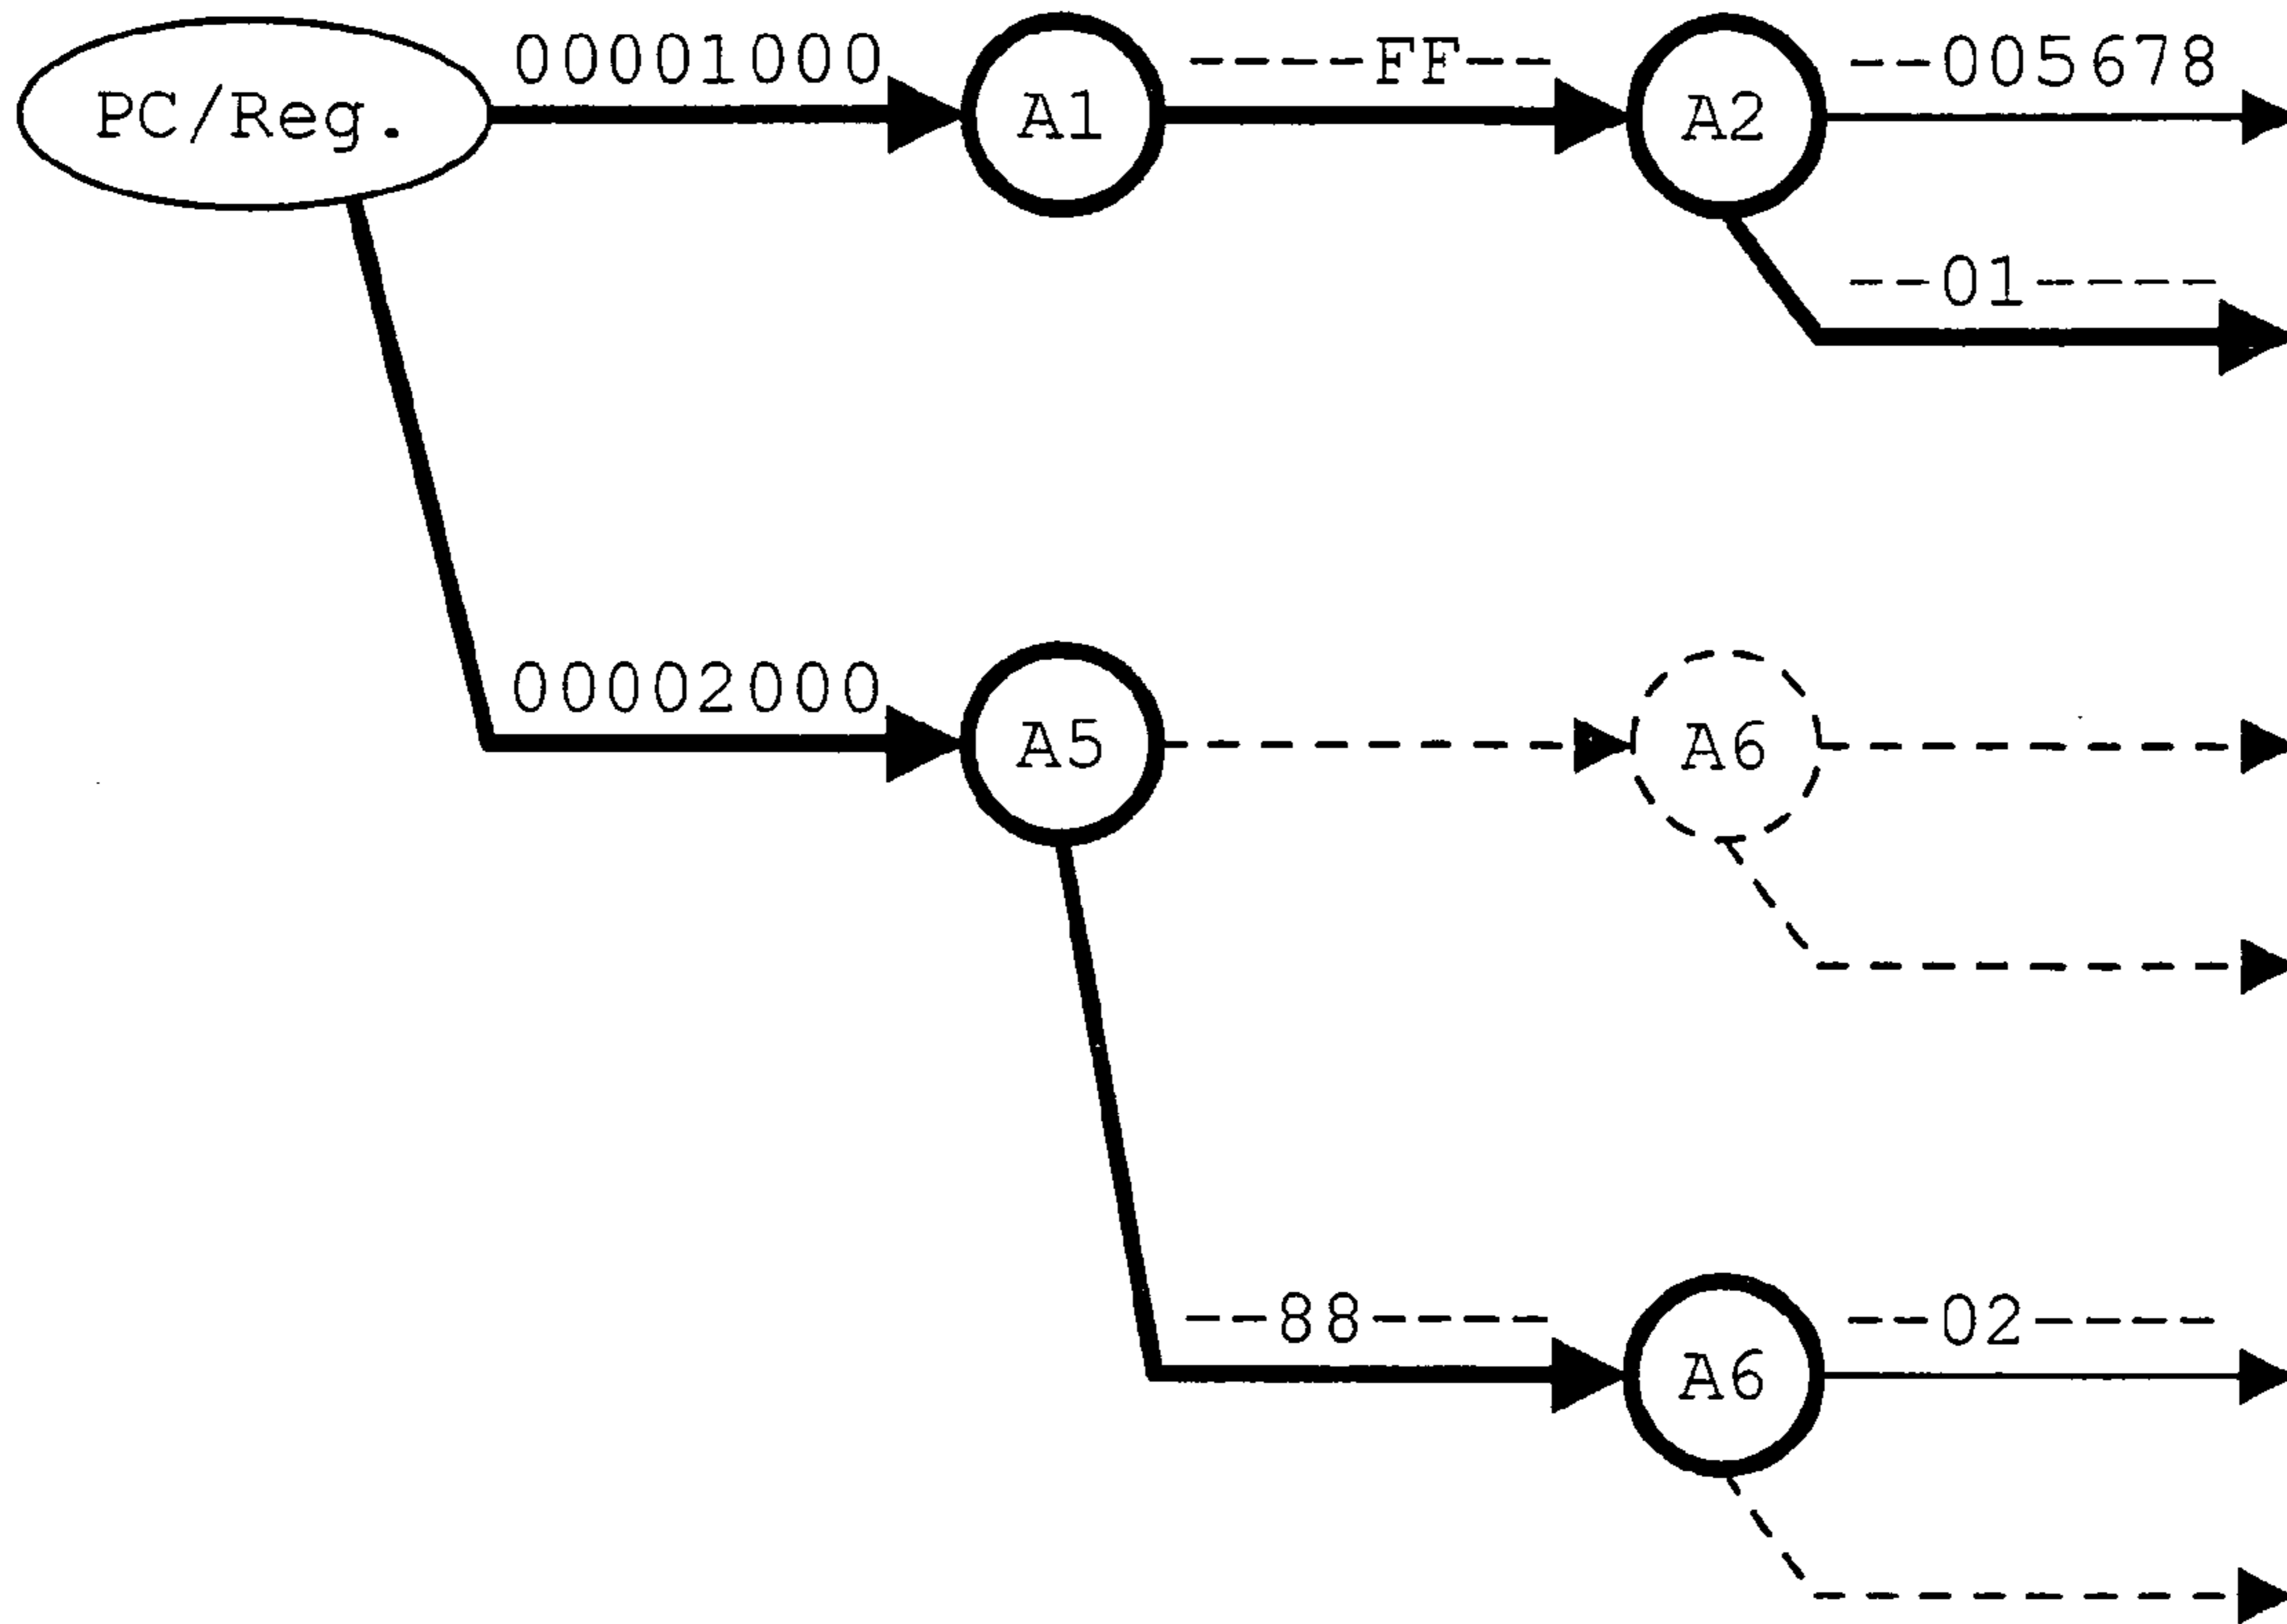 PC/Reg.
00001000
A1
----FF--
A2
--005678
--01----
00002000
A5
A6
--88----
A6
--02----